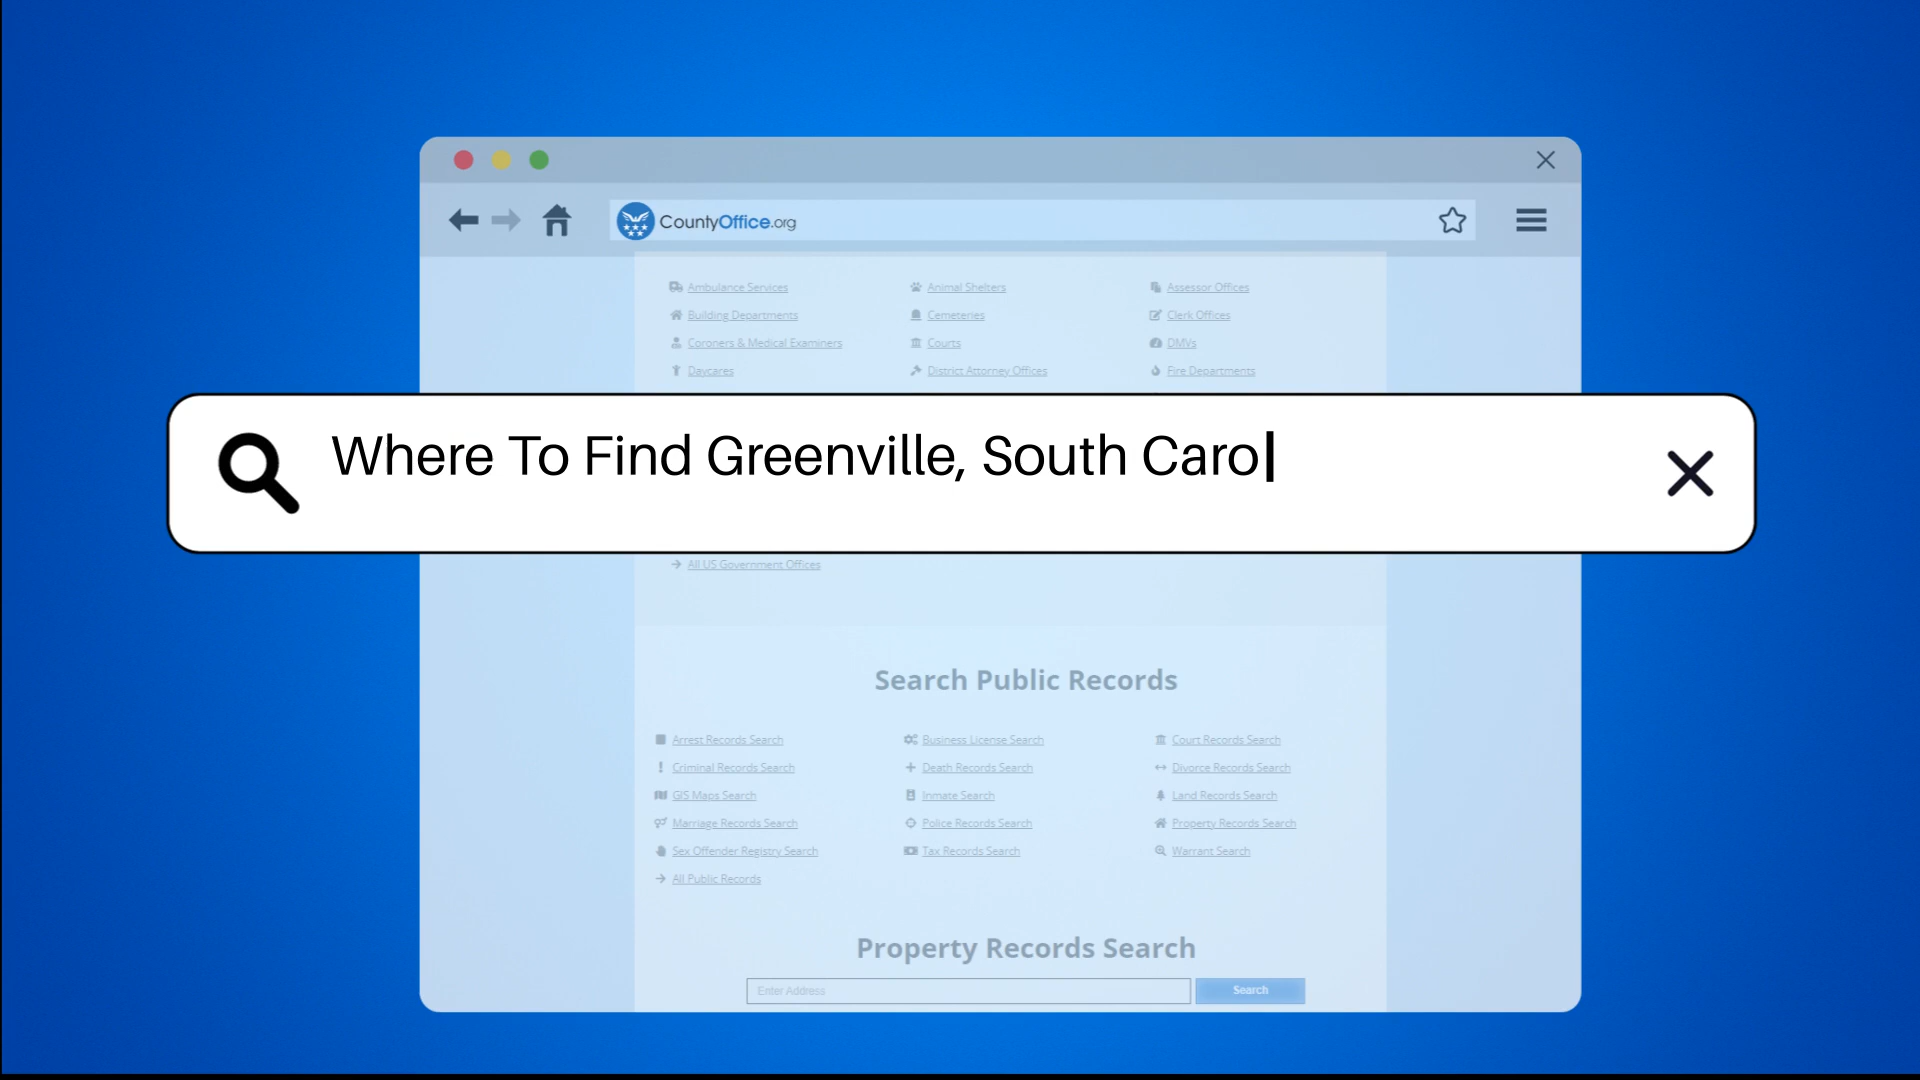 CountyOffice.org
Ambulance Services Animal Shelters Assessor Offices
Building Departments Cemeteries Clerk Offices
Coroners & Medical Examiners Courts DMVs
Daycares District Attorney Offices Fire Departments
Where To Find Greenville, South Caro
All US Government Offices
Search Public Records
Arrest Records Search Business License Search Court Records Search
Criminal Records Search Death Records Search Divorce Records Search
GIS Maps Search Inmate Search Land Records Search
Marriage Records Search Police Records Search Property Records Search
Sex Offender Registry Search Tax Records Search Warrant Search
All Public Records
Property Records Search
Enter Address Search